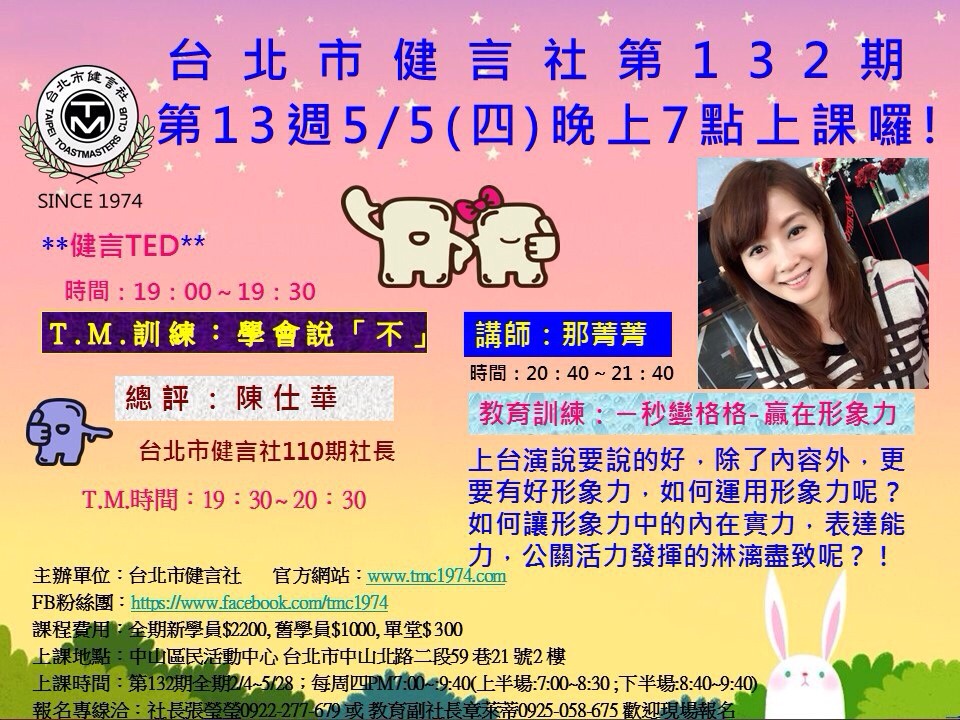 台北市健言社第132期
第13週5/5(四)晚上7點上課囉!
台北市健言社
TM
TAIPEI TOASTMASTERS CLUB
SINCE 1974
**健言TED**
時間：19：00～19：30
T.M.訓練：學會說「不」
總評：陳仕華
台北市健言社110期社長
T.M.時間：19：30~20：30
講師：那菁菁
時間：20：40～21：40
教育訓練：一秒變格格-贏在形象力
上台演說要說的好，除了內容外，更
要有好形象力，如何運用形象力呢？
如何讓形象力中的內在實力，表達能
力，公關活力發揮的淋漓盡致呢？！
主辦單位：台北市健言社 官方網站：www.tmc1974.com
FB粉絲團：https://www.facebook.com/tmc1974
課程費用：全期新學員$2200, 舊學員$1000, 單堂$300
上課地點：中山區民活動中心 台北市中山北路二段59 巷21 號2 樓
上課時間：第132期全期2/4~5/28；每周四PM7:00~9:40(上半場:7:00~8:30 ;下半場:8:40~9:40)
報名專線洽：社長張瑩瑩0922-277-679 或 教育副社長章萊蒂0925-058-675 歡迎現場報名